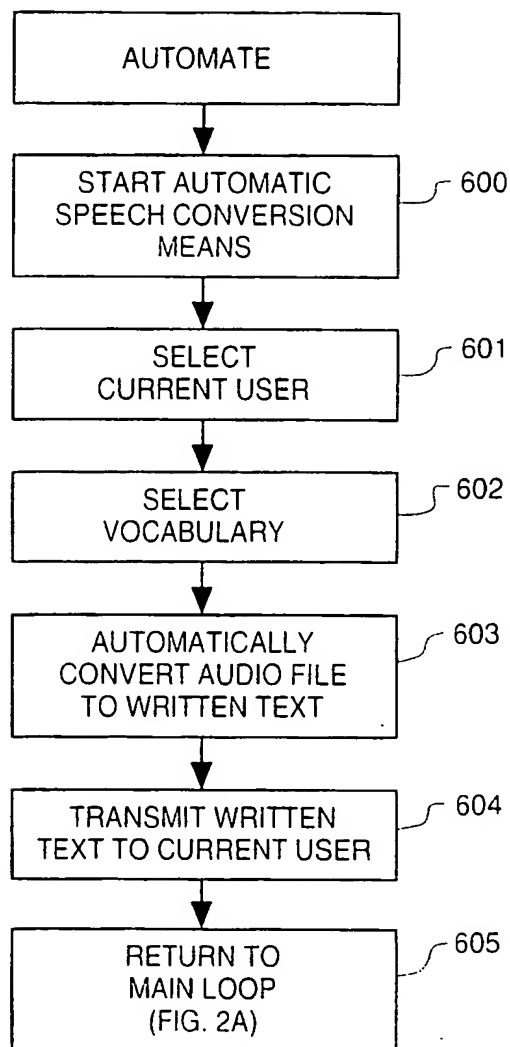 AUTOMATE
START AUTOMATIC
SPEECH CONVERSION
MEANS
600
SELECT
CURRENT USER
601
SELECT
VOCABULARY
602
AUTOMATICALLY
CONVERT AUDIO FILE
TO WRITTEN TEXT
603
TRANSMIT WRITTEN
TEXT TO CURRENT USER
604
RETURN TO
MAIN LOOP
(FIG. 2A)
605